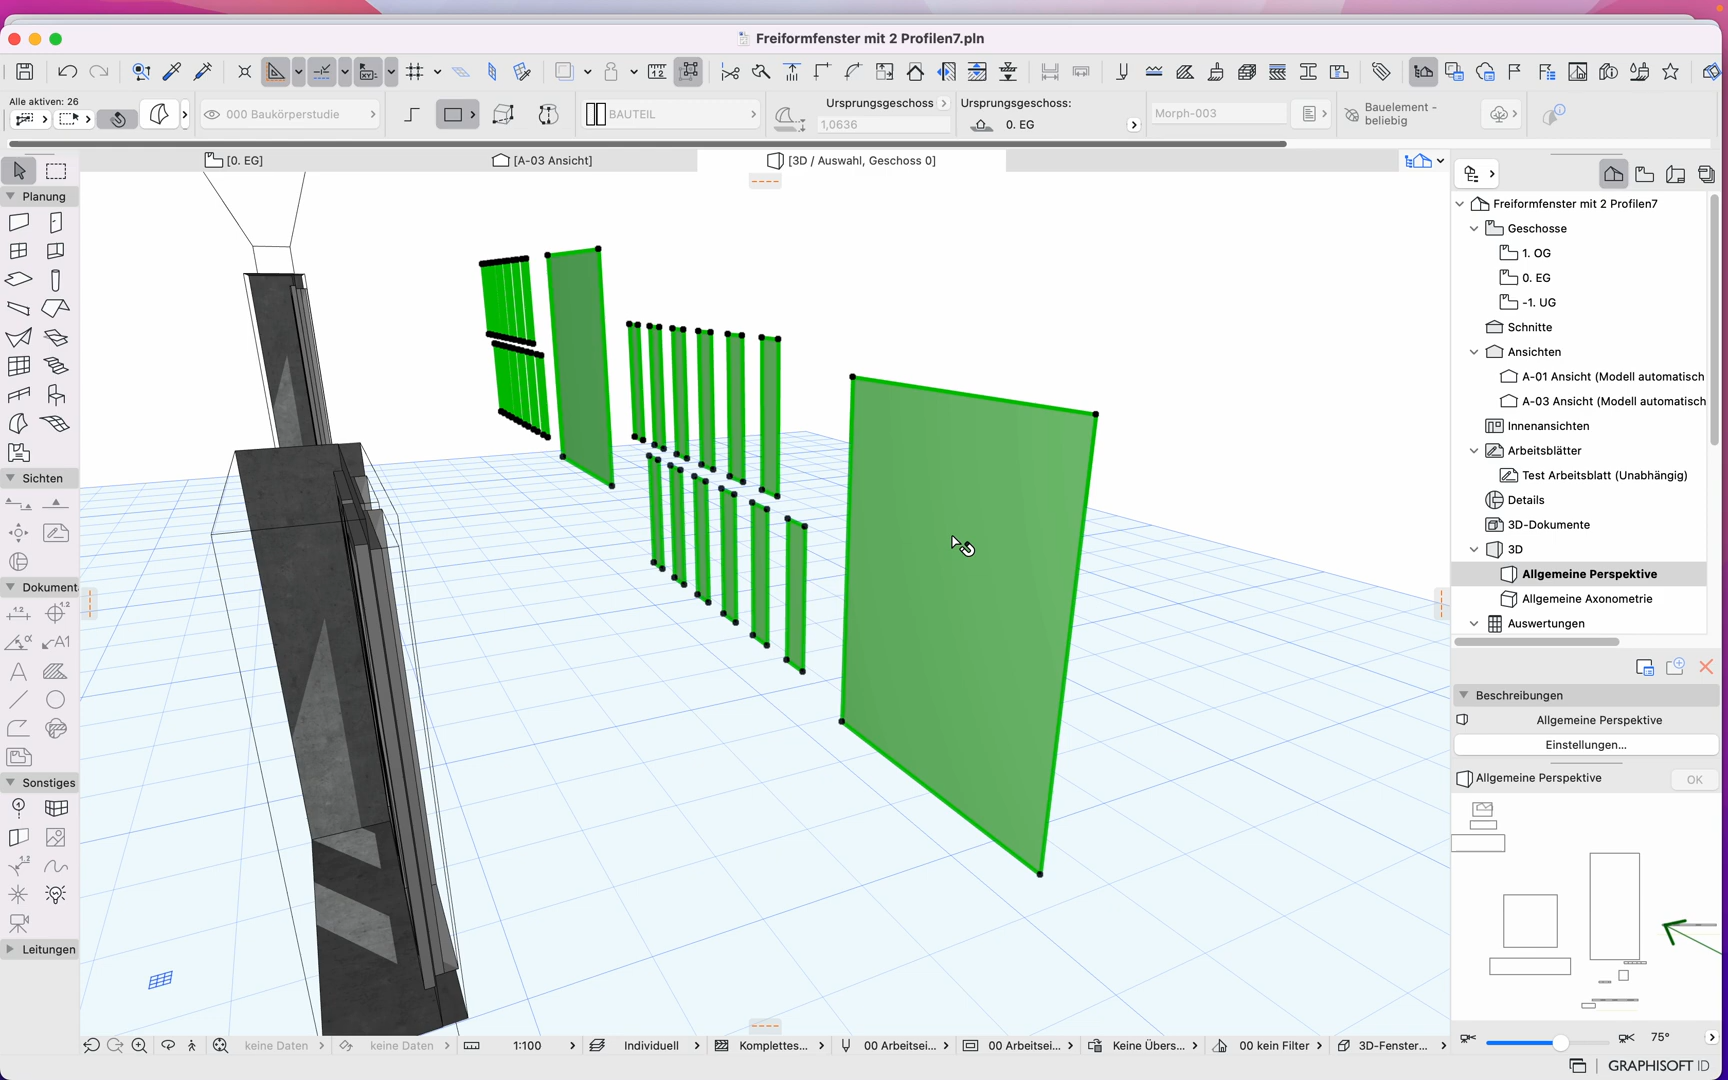 Freiformfenster mit 2 Profilen7.pln
Alle aktiven: 26
000 Baukörperstudie
BAUTEIL
Ursprungsgeschoss
1,0636
Ursprungsgeschoss:
0. EG
Morph-003
Bauelement -
beliebig
[0. EG]
[A-03 Ansicht]
[3D / Auswahl, Geschoss 0]
Planung
Sichten
Dokument
Sonstiges
Leitungen
Freiformfenster mit 2 Profilen7
Geschosse
1. OG
0. EG
-1. UG
Schnitte
Ansichten
A-01 Ansicht (Modell automatisch
A-03 Ansicht (Modell automatisch
Innenansichten
Arbeitsblätter
Test Arbeitsblatt (Unabhängig)
Details
3D-Dokumente
3D
Allgemeine Perspektive
Allgemeine Axonometrie
Auswertungen
Beschreibungen
Allgemeine Perspektive
Einstellungen...
Allgemeine Perspektive
OK
75°
keine Daten
keine Daten
1:100
Individuell
Komplettes...
00 Arbeitsei...
00 Arbeitsei...
Keine Übers...
00 kein Filter
3D-Fenster...
GRAPHISOFT ID